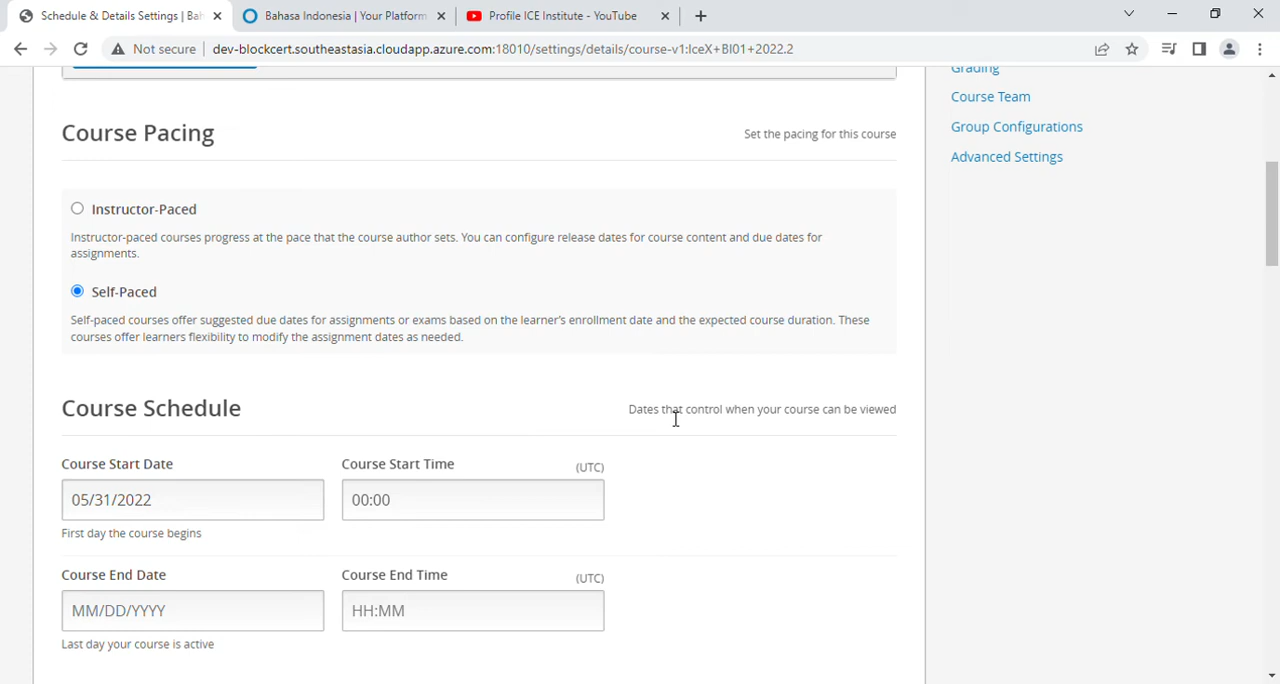 Schedule & Details Settings | Bah
Bahasa Indonesia | Your Platform
Profile ICE Institute - YouTube
Not secure
dev-blockcert.southeastasia.cloudapp.azure.com:18010/settings/details/course-v1:IceX+BI01+2022.2
Grading
Course Team
Group Configurations
Advanced Settings
Course Pacing
Set the pacing for this course
Instructor-Paced
Instructor-paced courses progress at the pace that the course author sets. You can configure release dates for course content and due dates for
assignments.
Self-Paced
Self-paced courses offer suggested due dates for assignments or exams based on the learner's enrollment date and the expected course duration. These
courses offer learners flexibility to modify the assignment dates as needed.
Course Schedule
Dates that control when your course can be viewed
Course Start Date
Course Start Time
(UTC)
05/31/2022
00:00
First day the course begins
Course End Date
Course End Time
(UTC)
MM/DD/YYYY
HH:MM
Last day your course is active